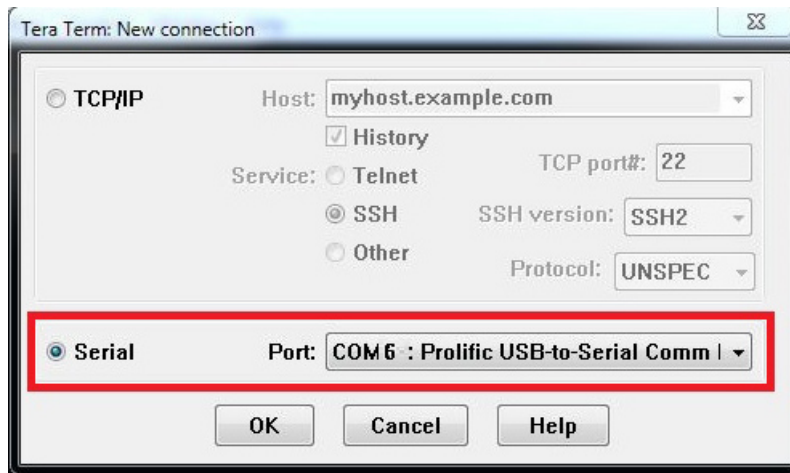 Tera Term: New connection
TCP/IP Host: myhost.example.com
History
Service: Telnet TCP port#: 22
SSH SSH version: SSH2
Other Protocol: UNSPEC
Serial Port: COM6 : Prolific USB-to-Serial Comm
OK Cancel Help